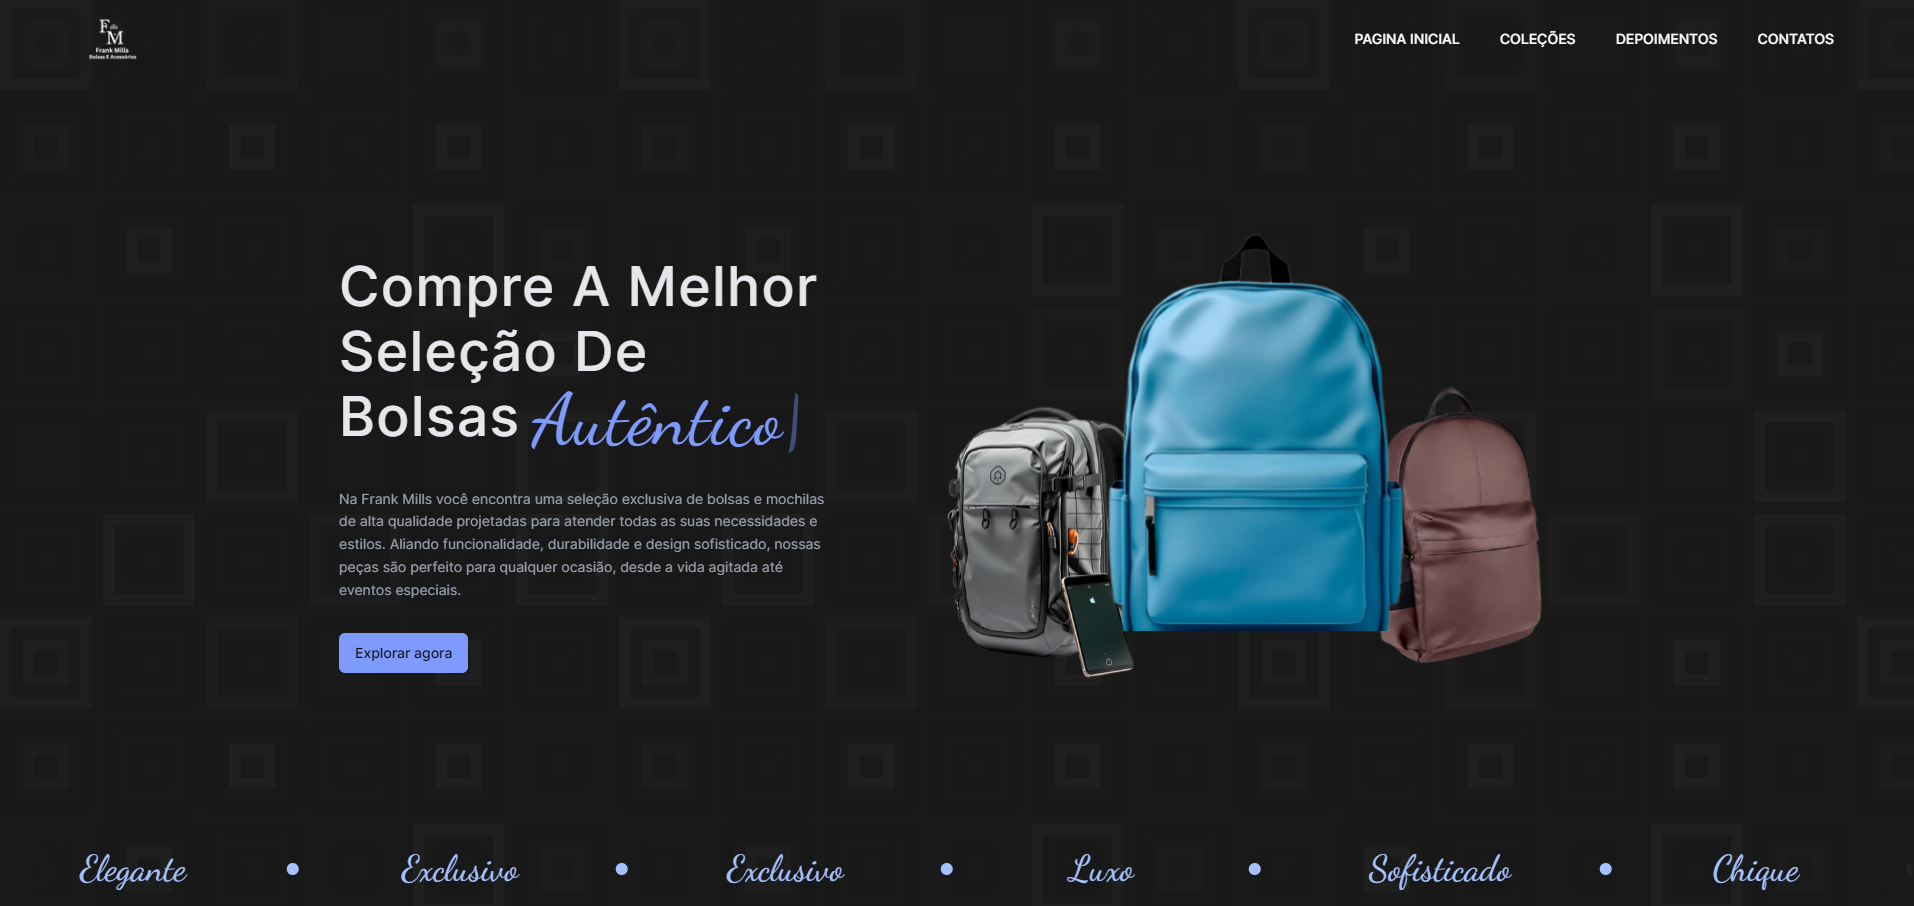 F
M
Frank Mills
Bolsas E Acessórios
PAGINA INICIAL COLEÇÕES DEPOIMENTOS CONTATOS
Compre A Melhor
Seleção De
Bolsas Autêntico
Na Frank Mills você encontra uma seleção exclusiva de bolsas e mochilas
de alta qualidade projetadas para atender todas as suas necessidades e
estilos. Aliando funcionalidade, durabilidade e design sofisticado, nossas
peças são perfeito para qualquer ocasião, desde a vida agitada até
eventos especiais.
Explorar agora
Elegante • Exclusivo • Exclusivo • Luxo • Sofisticado • Chique